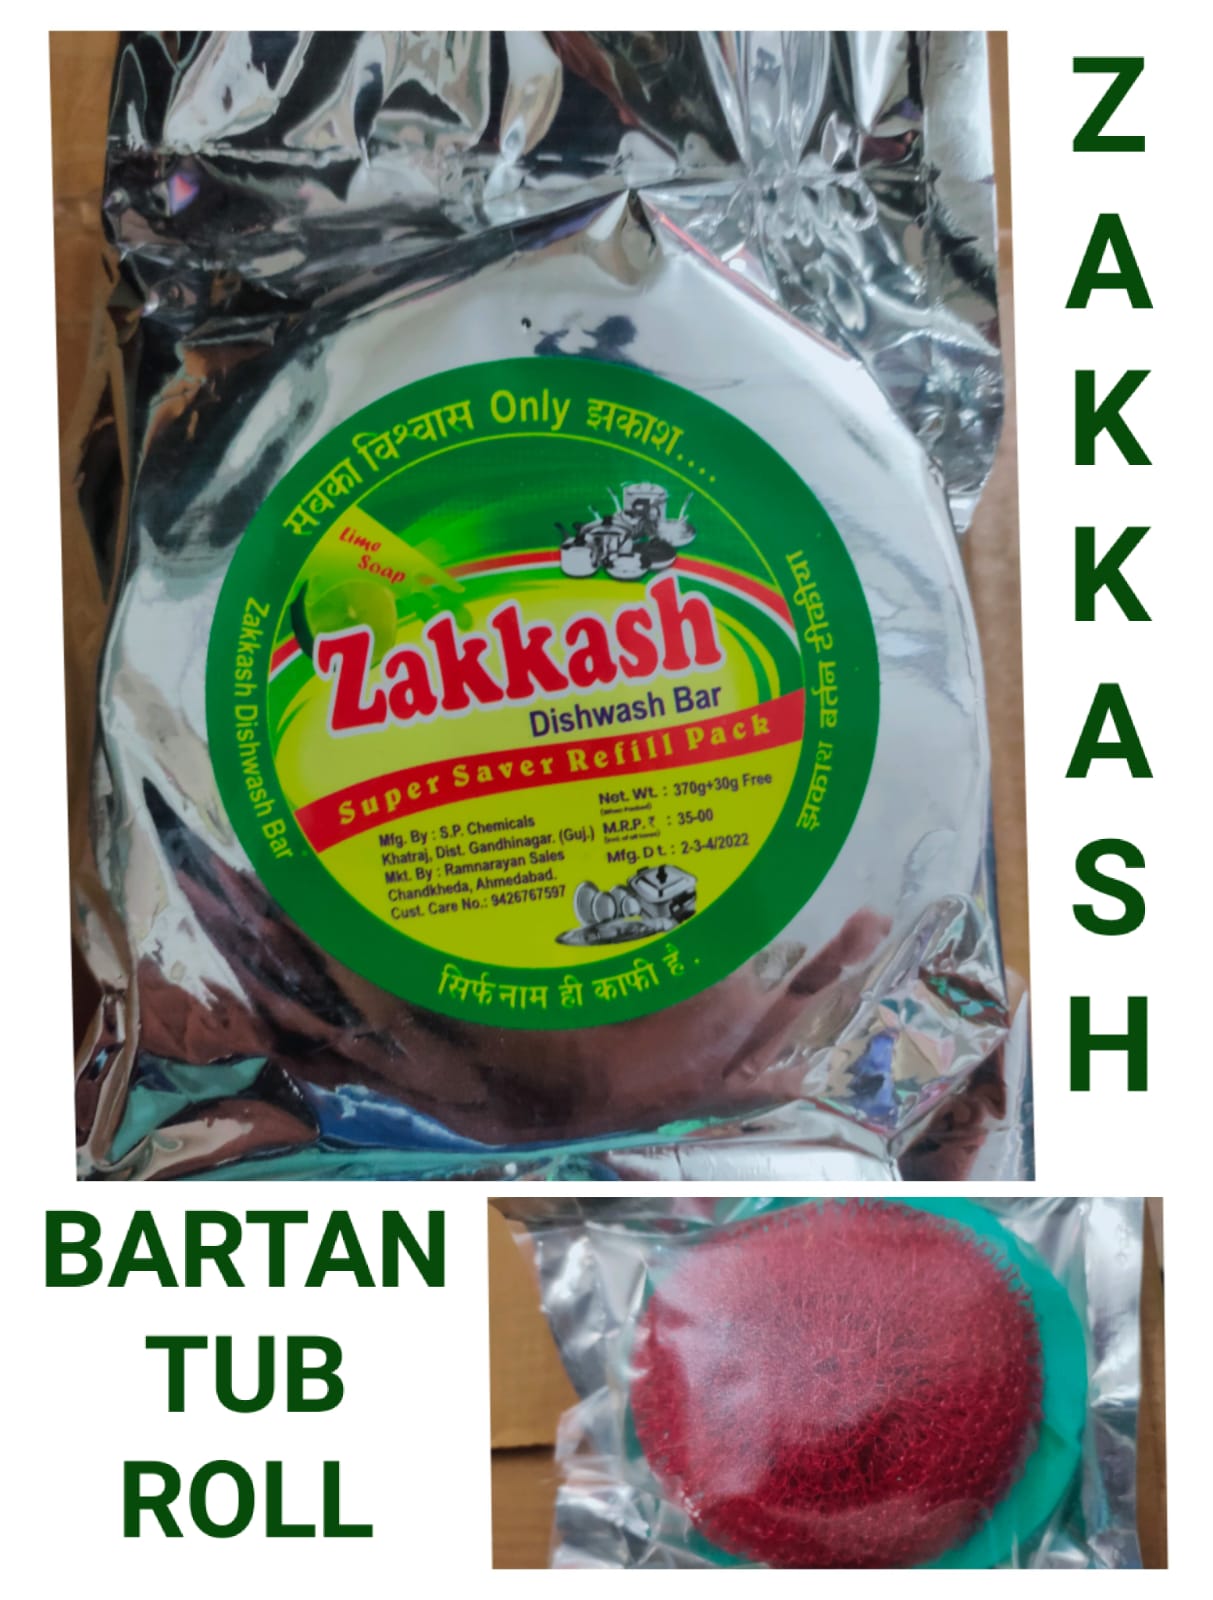 Z
A
K
K
A
S
H
सबका विश्वास Only झकाश....
Lime
Soap
Zakkash
Dishwash Bar
Super Saver Refill Pack
Mfg. By : S.P. Chemicals
Khatraj, Dist. Gandhinagar. (Guj.)
Mkt. By : Ramnarayan Sales
Chandkheda, Ahmedabad.
Cust. Care No.: 9426767597
Net. Wt. : 370g+30g Free
M.R.P. ₹ : 35-00
Mfg. Dt. : 2-3-4/2022
Zakkash Dishwash Bar
झकाश बर्तन टीकीया
सिर्फ नाम ही काफी है .
BARTAN
TUB
ROLL